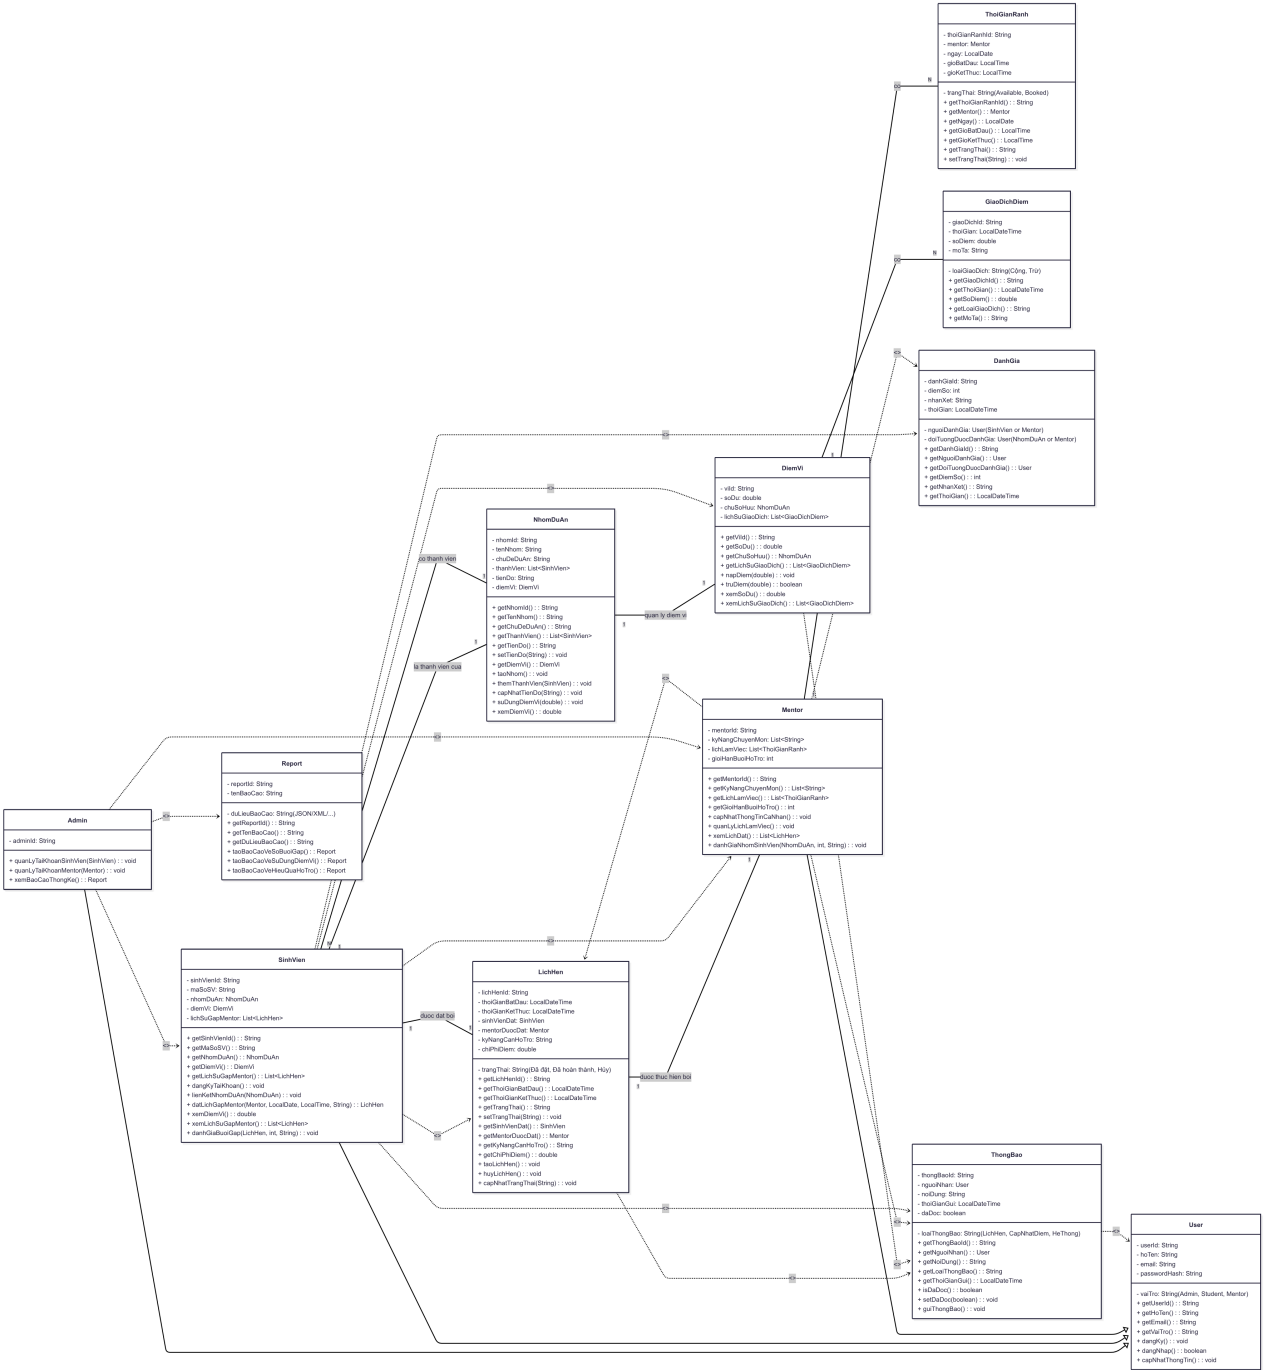 ThoiGianRanh
- thoiGianRanhId: String
- mentor: Mentor
- ngay: LocalDate
- gioBatDau: LocalTime
- gioKetThuc: LocalTime
- trangThai: String(Available, Booked)
+ getThoiGianRanhId() : : String
+ getMentor() : : Mentor
+ getNgay() : : LocalDate
+ getGioBatDau() : : LocalTime
+ getGioKetThuc() : : LocalTime
+ getTrangThai() : : String
+ setTrangThai(String) : : void
co
N
GiaoDichDiem
- giaoDichId: String
- thoiGian: LocalDateTime
- soDiem: double
- moTa: String
- loaiGiaoDich: String(Cộng, Trừ)
+ getGiaoDichId() : : String
+ getThoiGian() : : LocalDateTime
+ getSoDiem() : : double
+ getLoaiGiaoDich() : : String
+ getMoTa() : : String
co
N
DanhGia
- danhGiaId: String
- diemSo: int
- nhanXet: String
- thoiGian: LocalDateTime
- nguoiDanhGia: User(SinhVien or Mentor)
- doiTuongDuocDanhGia: User(NhomDuAn or Mentor)
+ getDanhGiaId() : : String
+ getNguoiDanhGia() : : User
+ getDoiTuongDuocDanhGia() : : User
+ getDiemSo() : : int
+ getNhanXet() : : String
+ getThoiGian() : : LocalDateTime
<>
<>
<>
1
DiemVi
- viId: String
- soDu: double
- chuSoHuu: NhomDuAn
- lichSuGiaoDich: List<GiaoDichDiem>
+ getViId() : : String
+ getSoDu() : : double
+ getChuSoHuu() : : NhomDuAn
+ getLichSuGiaoDich() : : List<GiaoDichDiem>
+ napDiem(double) : : void
+ truDiem(double) : : boolean
+ xemSoDu() : : double
+ xemLichSuGiaoDich() : : List<GiaoDichDiem>
NhomDuAn
- nhomId: String
- tenNhom: String
- chuDeDuAn: String
- thanhVien: List<SinhVien>
- tienDo: String
- diemVi: DiemVi
+ getNhomId() : : String
+ getTenNhom() : : String
+ getChuDeDuAn() : : String
+ getThanhVien() : : List<SinhVien>
+ getTienDo() : : String
+ setTienDo(String) : : void
+ getDiemVi() : : DiemVi
+ taoNhom() : : void
+ themThanhVien(SinhVien) : : void
+ capNhatTienDo(String) : : void
+ suDungDiemVi(double) : : void
+ xemDiemVi() : : double
co thanh vien
1
la thanh vien cua
1
quan ly diem vi
1
1
<>
<>
Mentor
- mentorId: String
- kyNangChuyenMon: List<String>
- lichLamViec: List<ThoiGianRanh>
- gioiHanBuoiHoTro: int
+ getMentorId() : : String
+ getKyNangChuyenMon() : : List<String>
+ getLichLamViec() : : List<ThoiGianRanh>
+ getGioiHanBuoiHoTro() : : int
+ capNhatThongTinCaNhan() : : void
+ quanLyLichLamViec() : : void
+ xemLichDat() : : List<LichHen>
+ danhGiaNhomSinhVien(NhomDuAn, int, String) : : void
1
Report
- reportId: String
- tenBaoCao: String
- duLieuBaoCao: String(JSON/XML/...)
+ getReportId() : : String
+ getTenBaoCao() : : String
+ getDuLieuBaoCao() : : String
+ taoBaoCaoVeSoBuoiGap() : : Report
+ taoBaoCaoVeSuDungDiemVi() : : Report
+ taoBaoCaoVeHieuQuaHoTro() : : Report
Admin
- adminId: String
+ quanLyTaiKhoanSinhVien(SinhVien) : : void
+ quanLyTaiKhoanMentor(Mentor) : : void
+ xemBaoCaoThongKe() : : Report
<>
<>
N
1
SinhVien
- sinhVienId: String
- maSoSV: String
- nhomDuAn: NhomDuAn
- diemVi: DiemVi
- lichSuGapMentor: List<LichHen>
+ getSinhVienId() : : String
+ getMaSoSV() : : String
+ getNhomDuAn() : : NhomDuAn
+ getDiemVi() : : DiemVi
+ getLichSuGapMentor() : : List<LichHen>
+ dangKyTaiKhoan() : : void
+ lienKetNhomDuAn(NhomDuAn) : : void
+ datLichGapMentor(Mentor, LocalDate, LocalTime, String) : : LichHen
+ xemDiemVi() : : double
+ xemLichSuGapMentor() : : List<LichHen>
+ danhGiaBuoiGap(LichHen, int, String) : : void
<>
duoc dat boi
1
1
<>
LichHen
- lichHenId: String
- thoiGianBatDau: LocalDateTime
- thoiGianKetThuc: LocalDateTime
- sinhVienDat: SinhVien
- mentorDuocDat: Mentor
- kyNangCanHoTro: String
- chiPhiDiem: double
- trangThai: String(Đã đặt, Đã hoàn thành, Hủy)
+ getLichHenId() : : String
+ getThoiGianBatDau() : : LocalDateTime
+ getThoiGianKetThuc() : : LocalDateTime
+ getTrangThai() : : String
+ setTrangThai(String) : : void
+ getSinhVienDat() : : SinhVien
+ getMentorDuocDat() : : Mentor
+ getKyNangCanHoTro() : : String
+ getChiPhiDiem() : : double
+ taoLichHen() : : void
+ huyLichHen() : : void
+ capNhatTrangThai(String) : : void
duoc thuc hien boi
1
<>
<>
<>
<>
ThongBao
- thongBaoId: String
- nguoiNhan: User
- noiDung: String
- thoiGianGui: LocalDateTime
- daDoc: boolean
- loaiThongBao: String(LichHen, CapNhatDiem, HeThong)
+ getThongBaoId() : : String
+ getNguoiNhan() : : User
+ getNoiDung() : : String
+ getLoaiThongBao() : : String
+ getThoiGianGui() : : LocalDateTime
+ isDaDoc() : : boolean
+ setDaDoc(boolean) : : void
+ guiThongBao() : : void
<>
User
- userId: String
- hoTen: String
- email: String
- passwordHash: String
- vaiTro: String(Admin, Student, Mentor)
+ getUserId() : : String
+ getHoTen() : : String
+ getEmail() : : String
+ getVaiTro() : : String
+ dangKy() : : void
+ dangNhap() : : boolean
+ capNhatThongTin() : : void